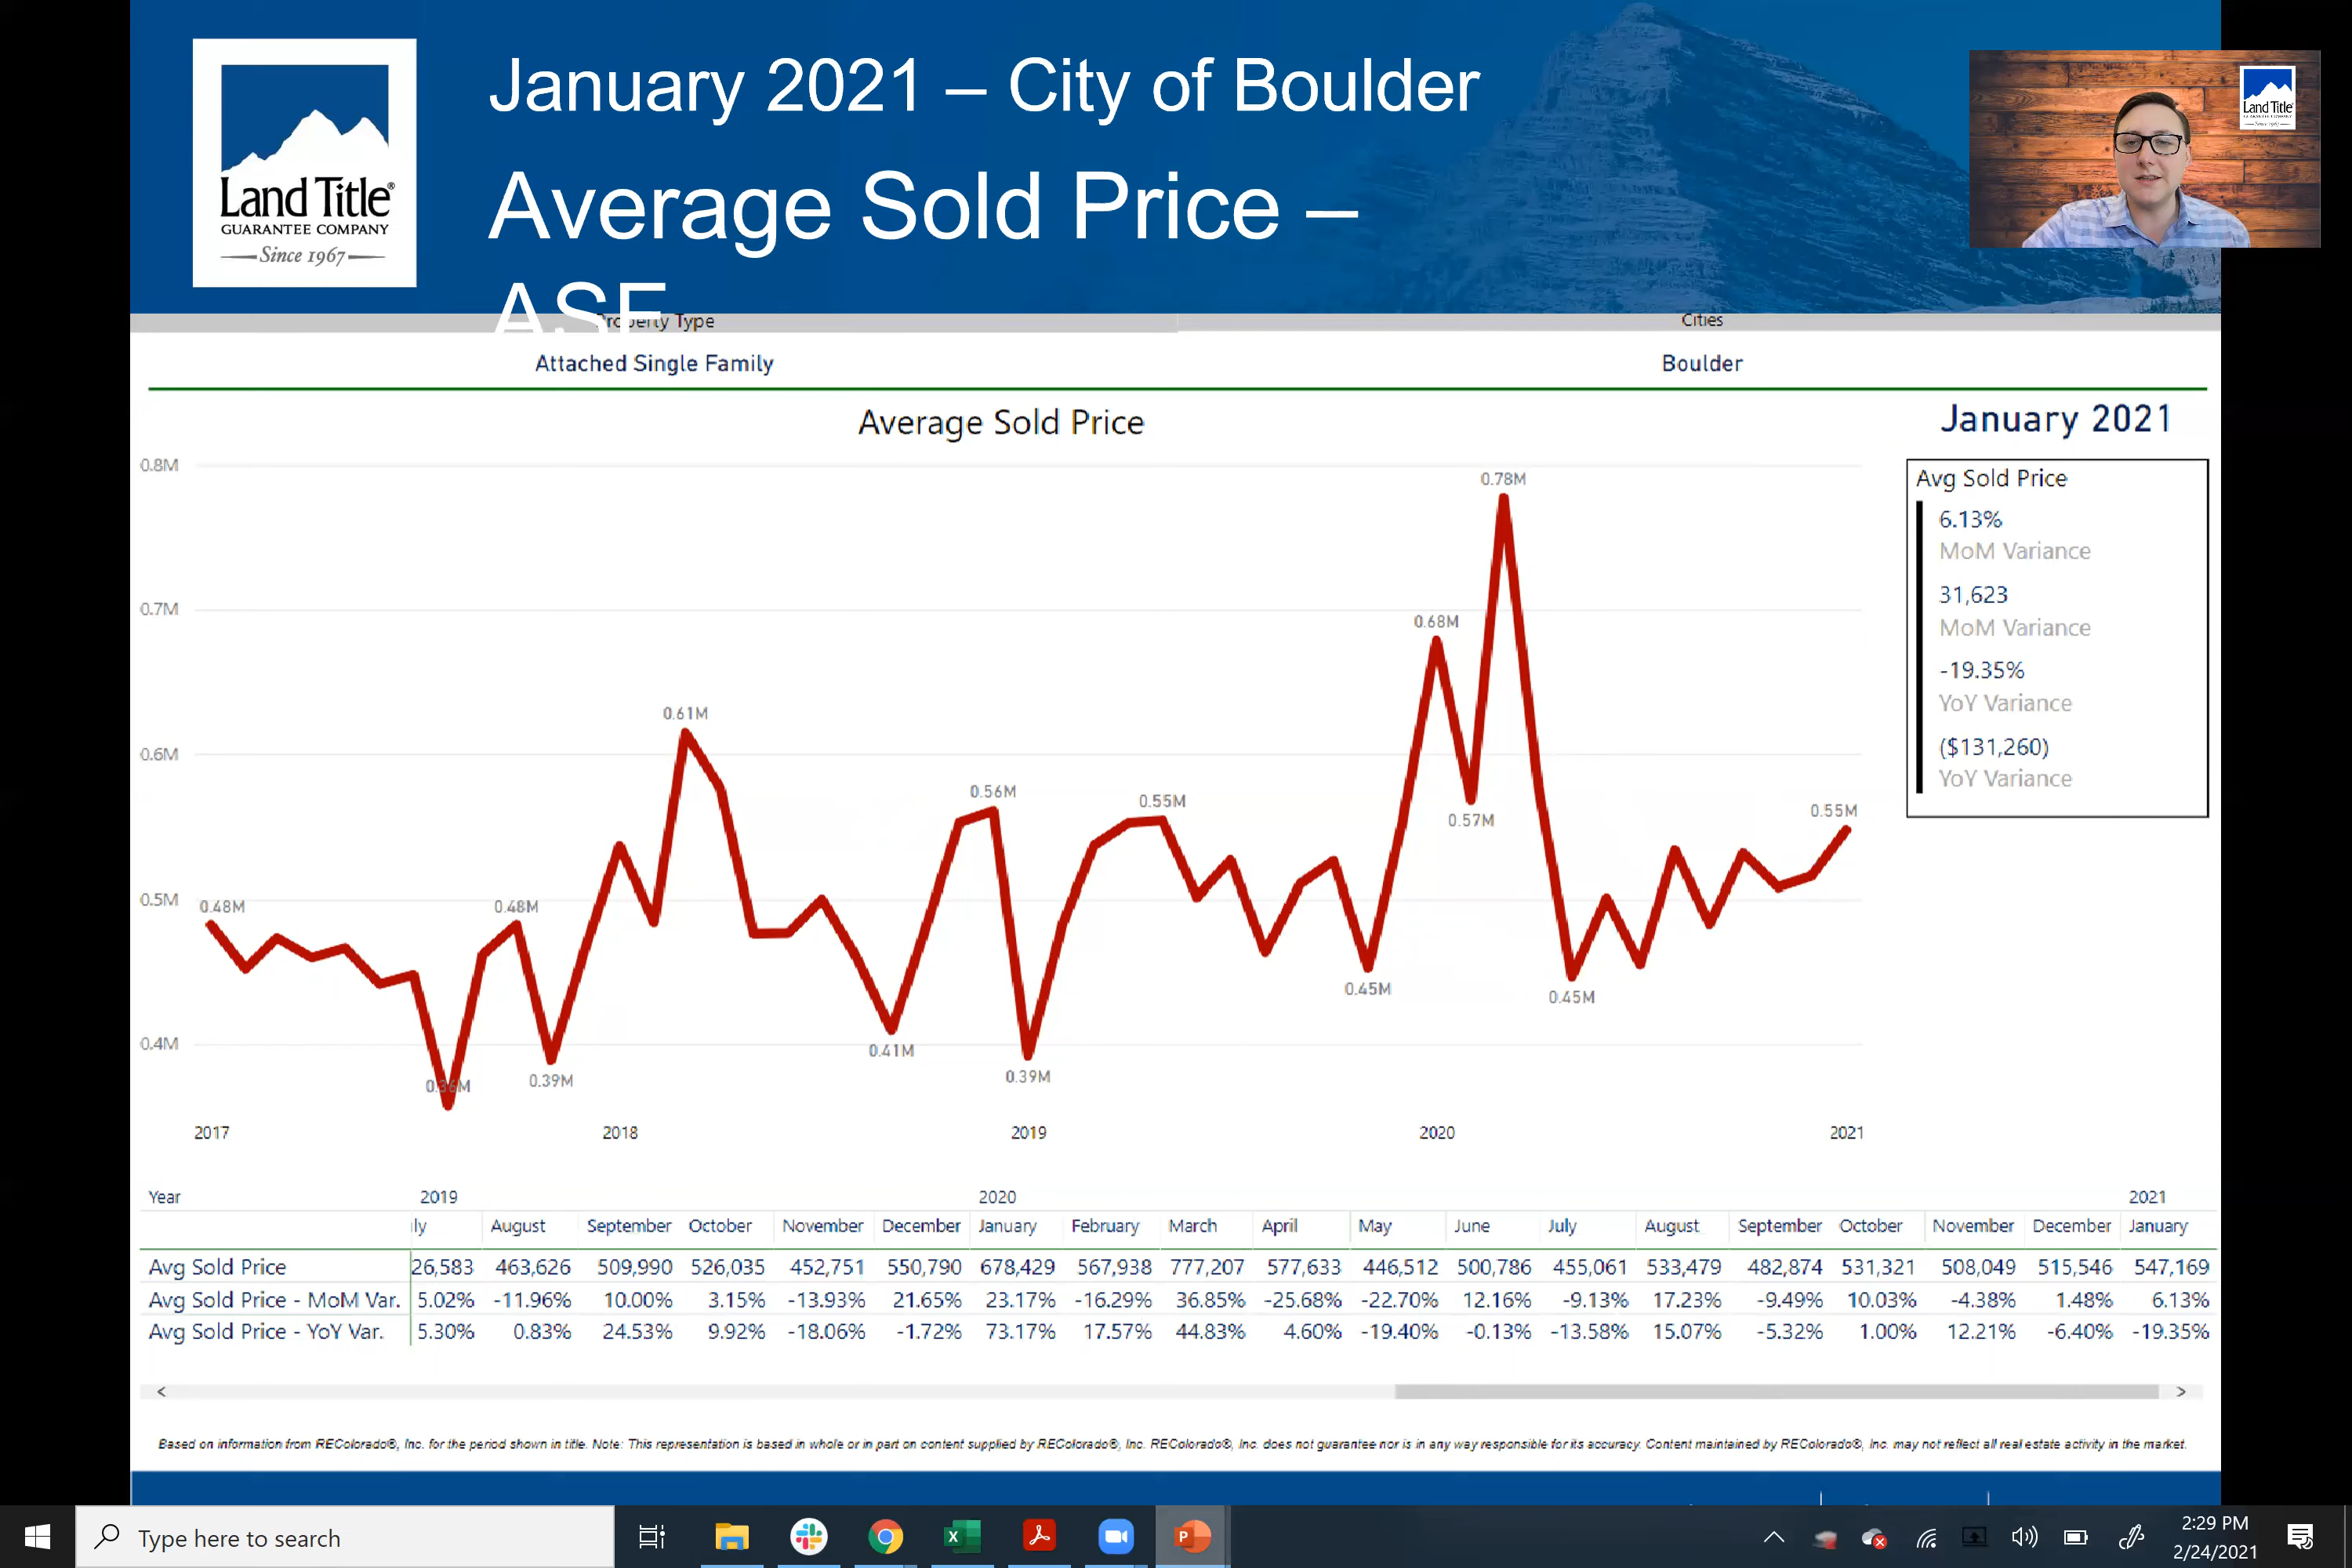 January 2021 – City of Boulder
Average Sold Price –
ASF
Land Title®
GUARANTEE COMPANY
Since 1967
Land Title
Property Type
Cities
Attached Single Family
Boulder
Average Sold Price
January 2021
0.8M
0.7M
0.6M
0.5M
0.4M
0.48M
0.36M
0.48M
0.39M
0.61M
0.41M
0.56M
0.39M
0.55M
0.45M
0.68M
0.57M
0.78M
0.45M
0.55M
2017 2018 2019 2020 2021
Avg Sold Price
6.13%
MoM Variance
31,623
MoM Variance
-19.35%
YoY Variance
($131,260)
YoY Variance
Year 2019 2020 2021
ly August September October November December January February March April May June July August September October November December January
Avg Sold Price 26,583 463,626 509,990 526,035 452,751 550,790 678,429 567,938 777,207 577,633 446,512 500,786 455,061 533,479 482,874 531,321 508,049 515,546 547,169
Avg Sold Price - MoM Var. 5.02% -11.96% 10.00% 3.15% -13.93% 21.65% 23.17% -16.29% 36.85% -25.68% -22.70% 12.16% -9.13% 17.23% -9.49% 10.03% -4.38% 1.48% 6.13%
Avg Sold Price - YoY Var. 5.30% 0.83% 24.53% 9.92% -18.06% -1.72% 73.17% 17.57% 44.83% 4.60% -19.40% -0.13% -13.58% 15.07% -5.32% 1.00% 12.21% -6.40% -19.35%
Based on information from REColorado®, Inc. for the period shown in title. Note: This representation is based in whole or in part on content supplied by REColorado®, Inc. REColorado®, Inc. does not guarantee nor is in any way responsible for its accuracy. Content maintained by REColorado®, Inc. may not reflect all real estate activity in the market.
Type here to search
2:29 PM
2/24/2021